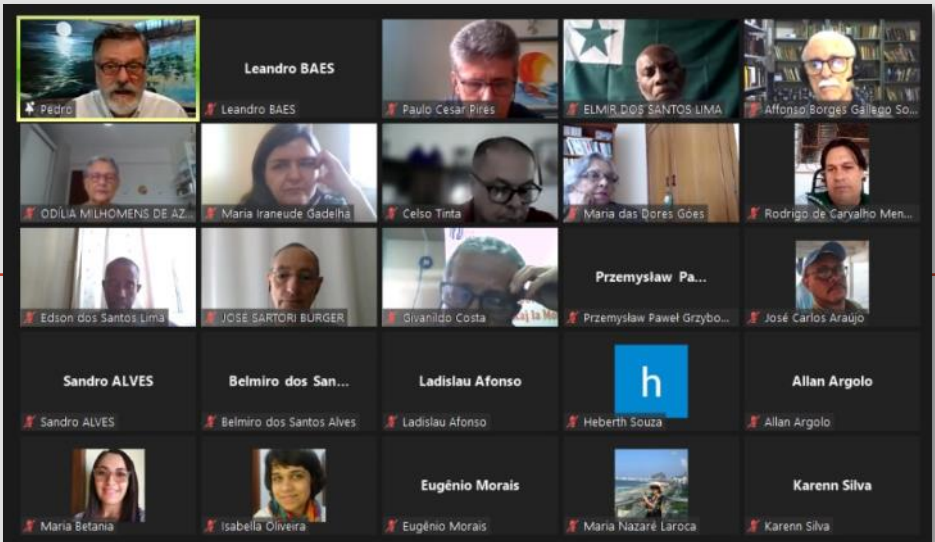 Pedro
Leandro BAES
Leandro BAES
Paulo Cesar Pires
ELMIR DOS SANTOS LIMA
Affonso Borges Gallego So...
ODÍLIA MILHOMENS DE AZ...
Maria Iraneude Gadelha
Celso Tinta
Maria das Dores Góes
Rodrigo de Carvalho Men...
Edson dos Santos Lima
JOSE SARTORI BURGER
Givanildo Costa
Przemysław Pa...
Przemysław Paweł Grzybo...
José Carlos Araújo
Sandro ALVES
Sandro ALVES
Belmiro dos San...
Belmiro dos Santos Alves
Ladislau Afonso
Ladislau Afonso
h
Heberth Souza
Allan Argolo
Allan Argolo
Maria Betania
Isabella Oliveira
Eugênio Morais
Eugênio Morais
Maria Nazaré Laroca
Karenn Silva
Karenn Silva